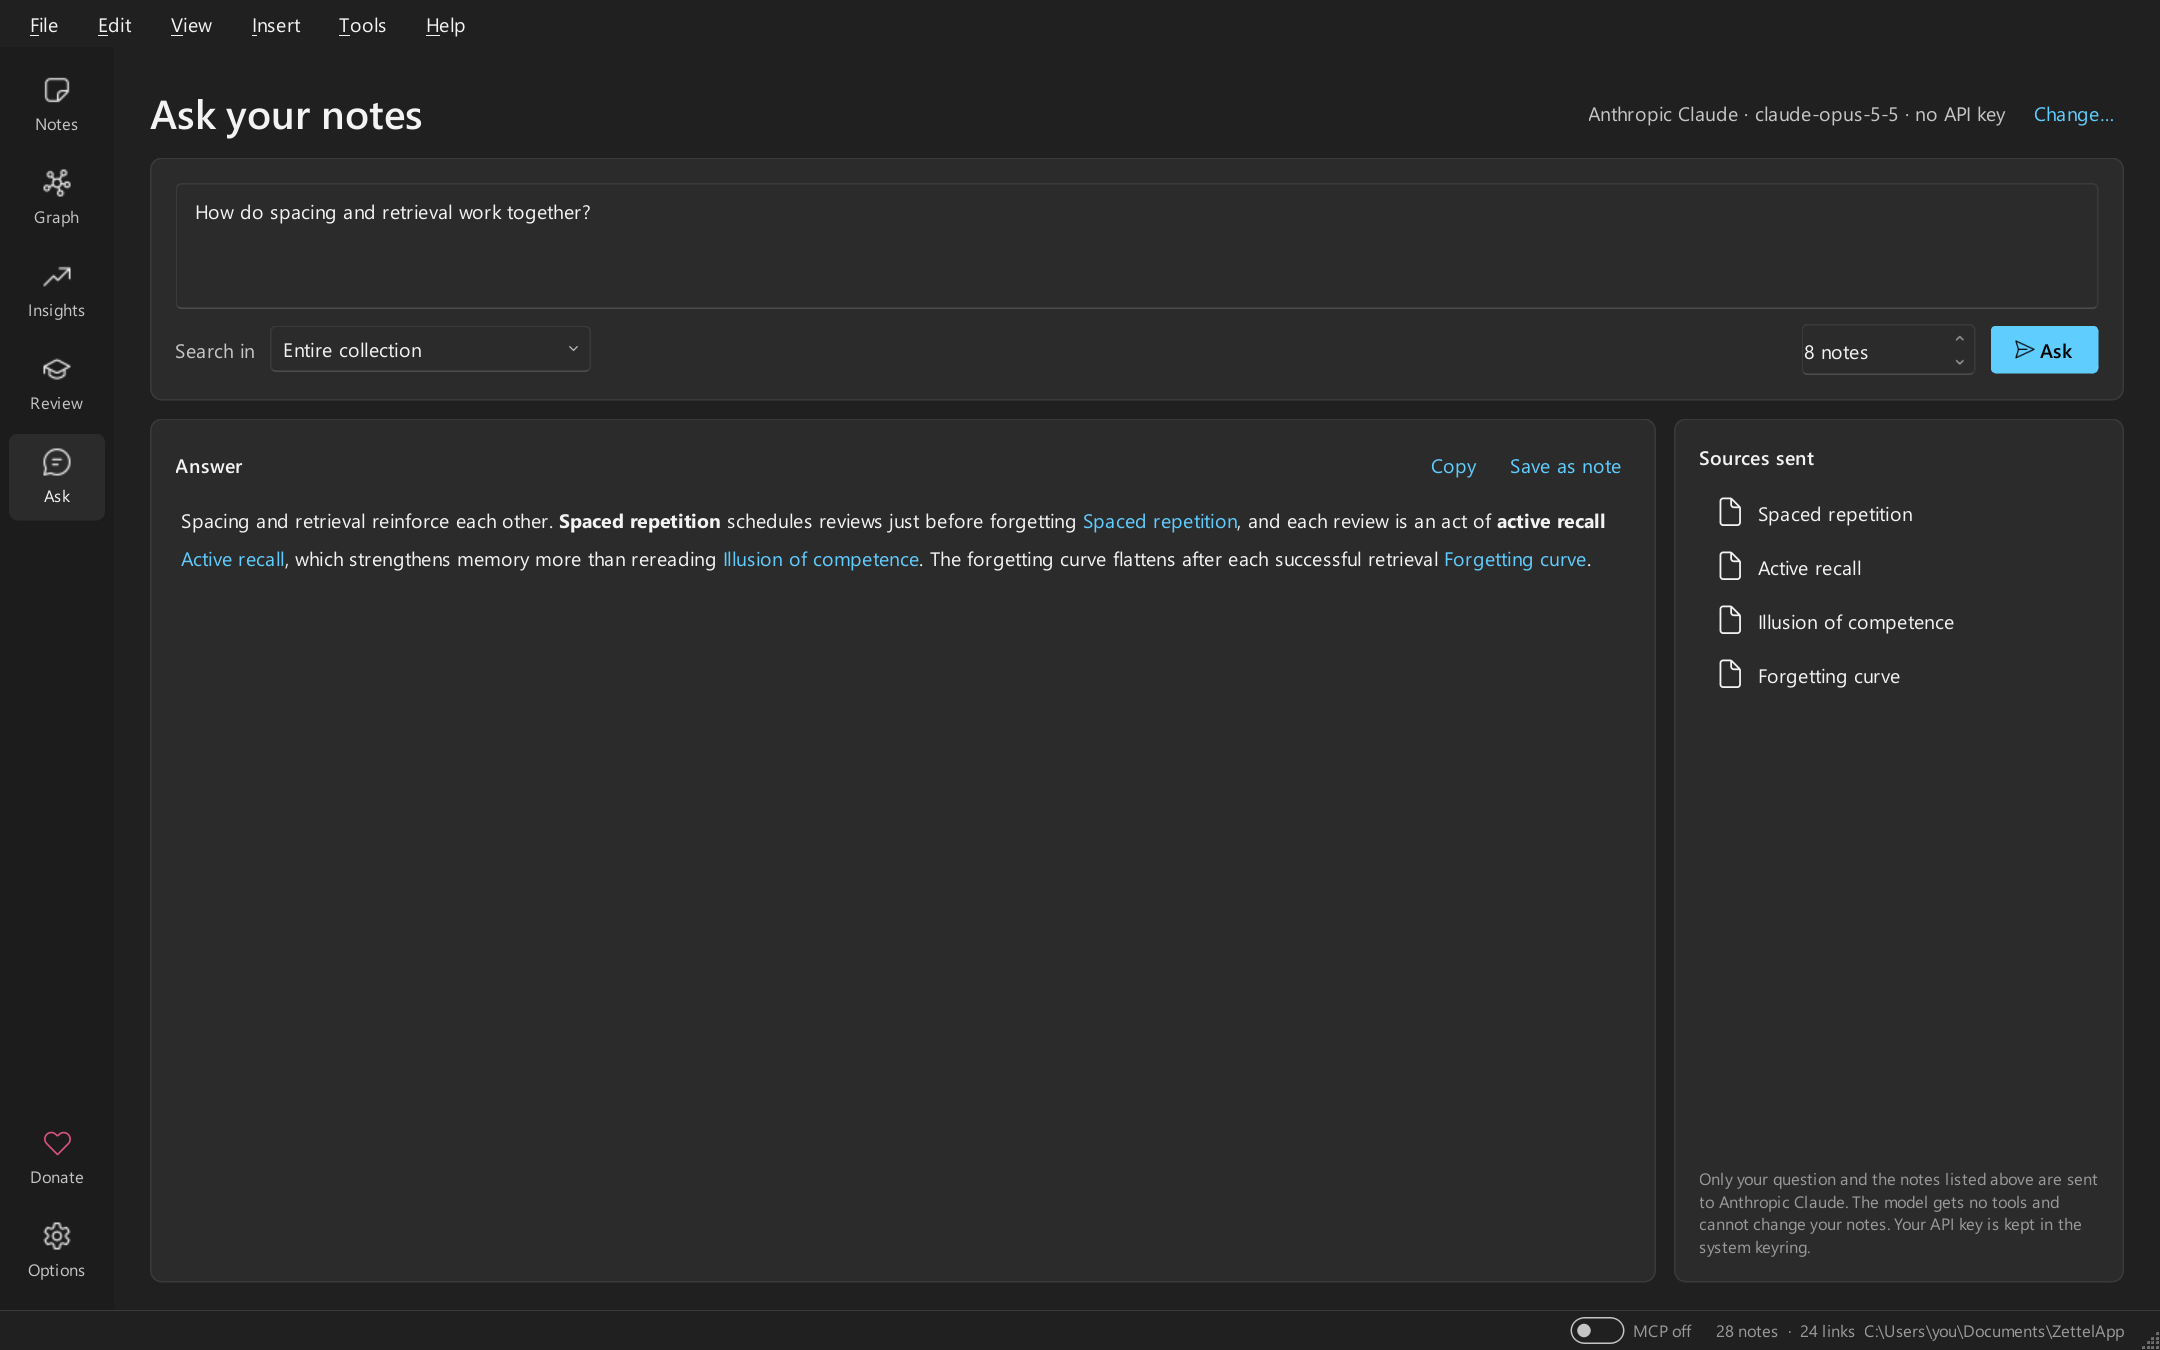 File Edit View Insert Tools Help
Notes
Graph
Insights
Review
Ask
Donate
Options
Ask your notes
Anthropic Claude · claude-opus-5-5 · no API key Change...
How do spacing and retrieval work together?
Search in Entire collection 8 notes Ask
Answer Copy Save as note
Spacing and retrieval reinforce each other. Spaced repetition schedules reviews just before forgetting Spaced repetition, and each review is an act of active recall
Active recall, which strengthens memory more than rereading Illusion of competence. The forgetting curve flattens after each successful retrieval Forgetting curve.
Sources sent
Spaced repetition
Active recall
Illusion of competence
Forgetting curve
Only your question and the notes listed above are sent
to Anthropic Claude. The model gets no tools and
cannot change your notes. Your API key is kept in the
system keyring.
MCP off 28 notes · 24 links C:\Users\you\Documents\ZettelApp